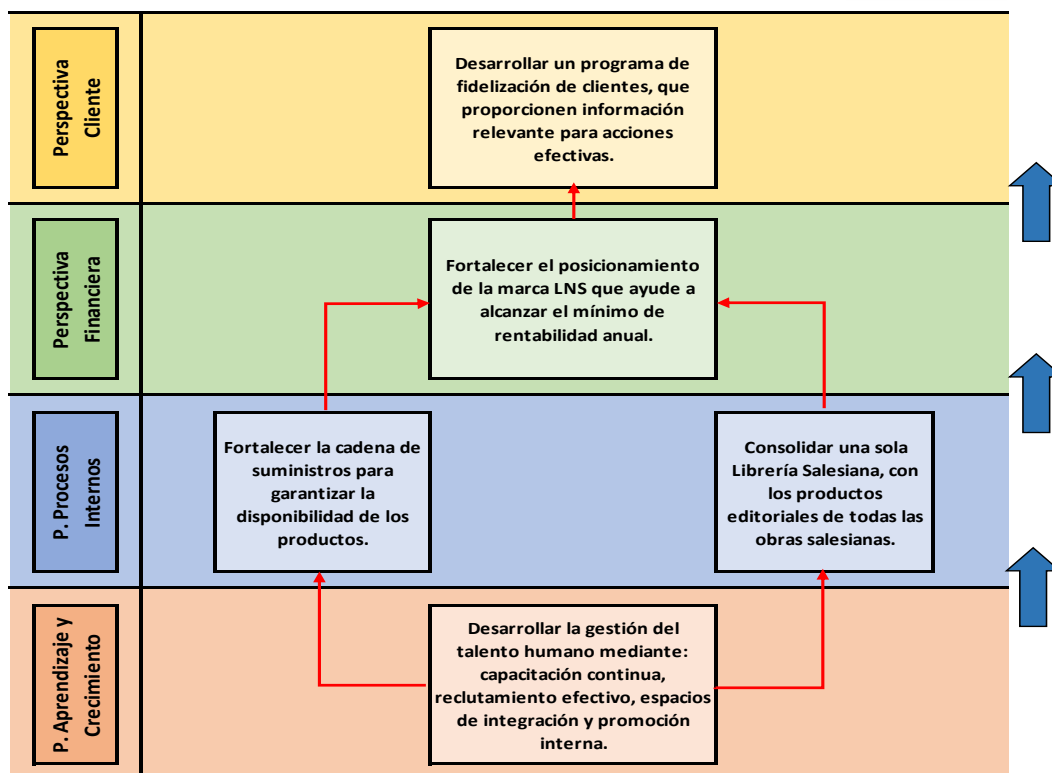 Perspectiva
Cliente
Desarrollar un programa de
fidelización de clientes, que
proporcionen información
relevante para acciones
efectivas.
Perspectiva
Financiera
Fortalecer el posicionamiento
de la marca LNS que ayude a
alcanzar el mínimo de
rentabilidad anual.
P. Procesos
Internos
Fortalecer la cadena de
suministros para
garantizar la
disponibilidad de los
productos.
Consolidar una sola
Librería Salesiana, con
los productos
editoriales de todas las
obras salesianas.
P. Aprendizaje y
Crecimiento
Desarrollar la gestión del
talento humano mediante:
capacitación continua,
reclutamiento efectivo, espacios
de integración y promoción
interna.